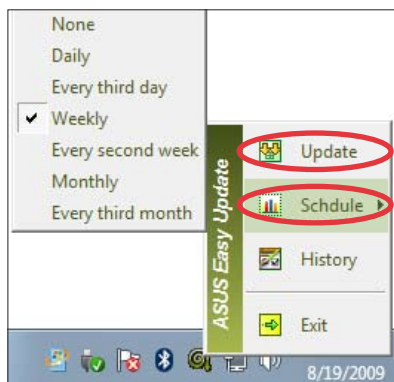 None
Daily
Every third day
Weekly
Every second week
Monthly
Every third month
ASUS Easy Update
Update
Schdule
History
Exit
8/19/2009